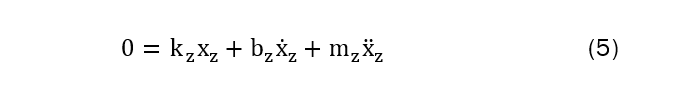 0 = k_z x_z + b_z ẋ_z + m_z ẍ_z (5)